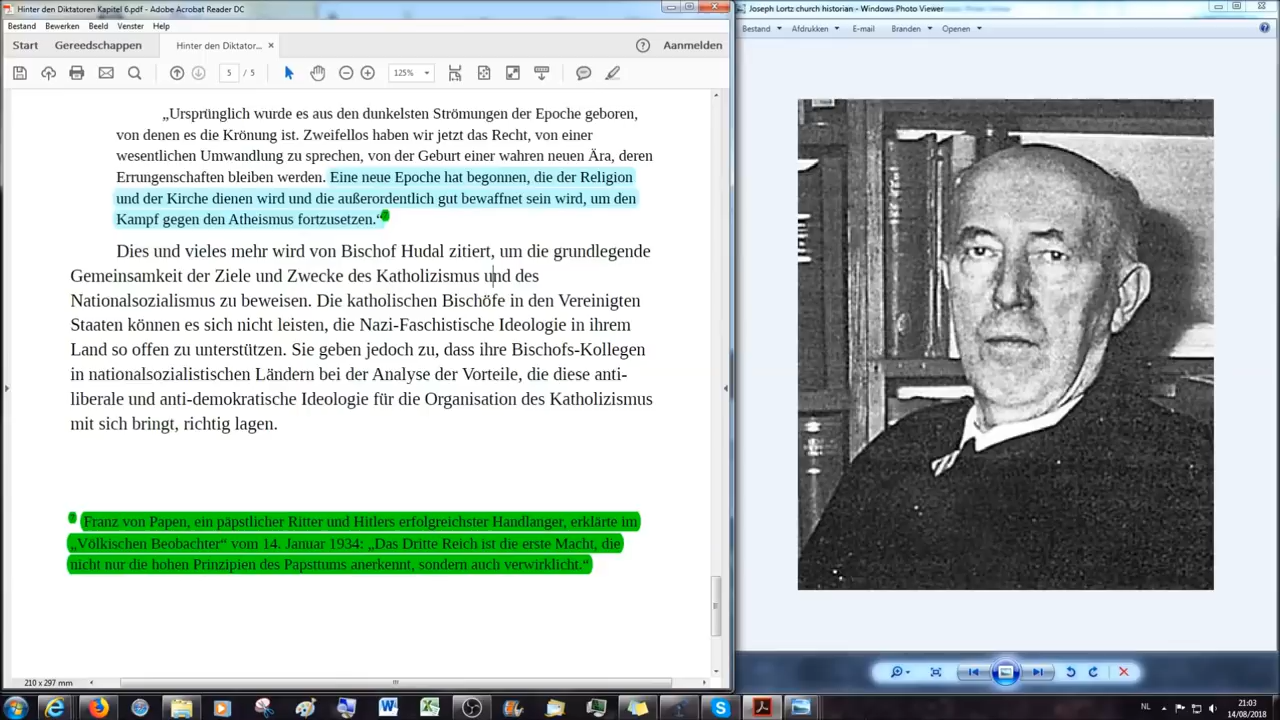 Hinter den Diktatoren Kapitel 6.pdf - Adobe Acrobat Reader DC
Bestand Bewerken Beeld Venster Help
Start Gereedschappen Hinter den Diktator... × Aanmelden
5 / 5 125%
„Ursprünglich wurde es aus den dunkelsten Strömungen der Epoche geboren,
von denen es die Krönung ist. Zweifellos haben wir jetzt das Recht, von einer
wesentlichen Umwandlung zu sprechen, von der Geburt einer wahren neuen Ära, deren
Errungenschaften bleiben werden. Eine neue Epoche hat begonnen, die der Religion
und der Kirche dienen wird und die außerordentlich gut bewaffnet sein wird, um den
Kampf gegen den Atheismus fortzusetzen.“
Dies und vieles mehr wird von Bischof Hudal zitiert, um die grundlegende
Gemeinsamkeit der Ziele und Zwecke des Katholizismus und des
Nationalsozialismus zu beweisen. Die katholischen Bischöfe in den Vereinigten
Staaten können es sich nicht leisten, die Nazi-Faschistische Ideologie in ihrem
Land so offen zu unterstützen. Sie geben jedoch zu, dass ihre Bischofs-Kollegen
in nationalsozialistischen Ländern bei der Analyse der Vorteile, die diese anti-
liberale und anti-demokratische Ideologie für die Organisation des Katholizismus
mit sich bringt, richtig lagen.
Franz von Papen, ein päpstlicher Ritter und Hitlers erfolgreichster Handlanger, erklärte im
„Völkischen Beobachter“ vom 14. Januar 1934: „Das Dritte Reich ist die erste Macht, die
nicht nur die hohen Prinzipien des Papsttums anerkennt, sondern auch verwirklicht.“
210 x 297 mm
Joseph Lortz church historian - Windows Photo Viewer
Bestand Afdrukken E-mail Branden Openen
NL
21:03
14/08/2018